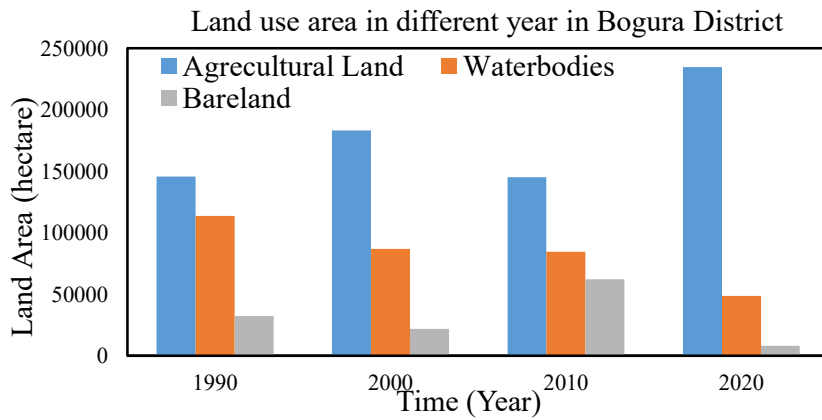 Land use area in different year in Bogura District
250000
200000
150000
100000
50000
0
Land Area (hectare)
Agrecultural Land Waterbodies
Bareland
1990 2000 2010 2020
Time (Year)